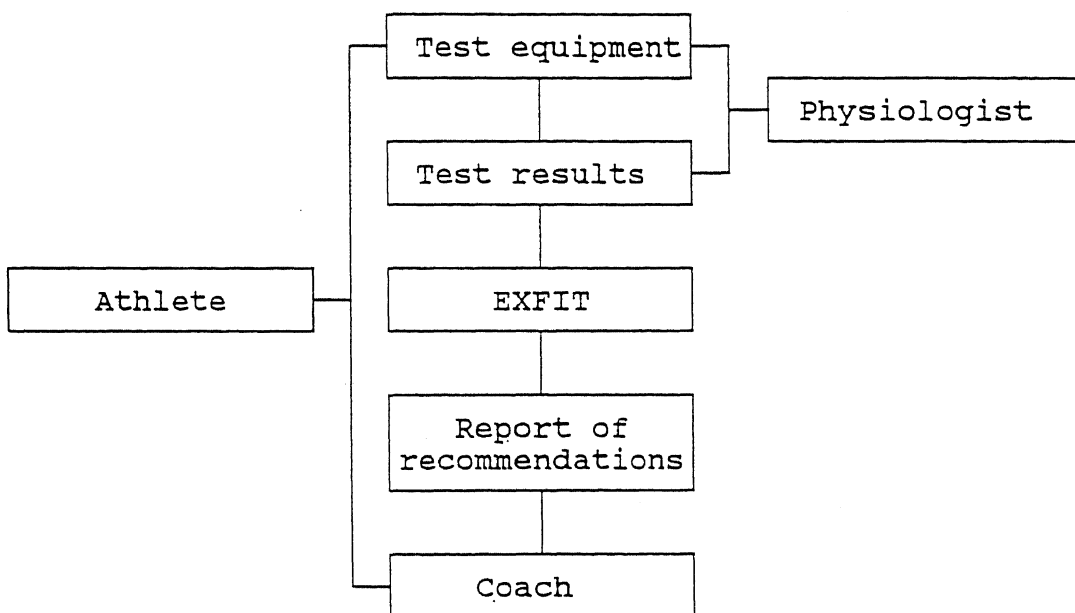 Test equipment
Physiologist
Test results
Athlete
EXFIT
Report of
recommendations
Coach